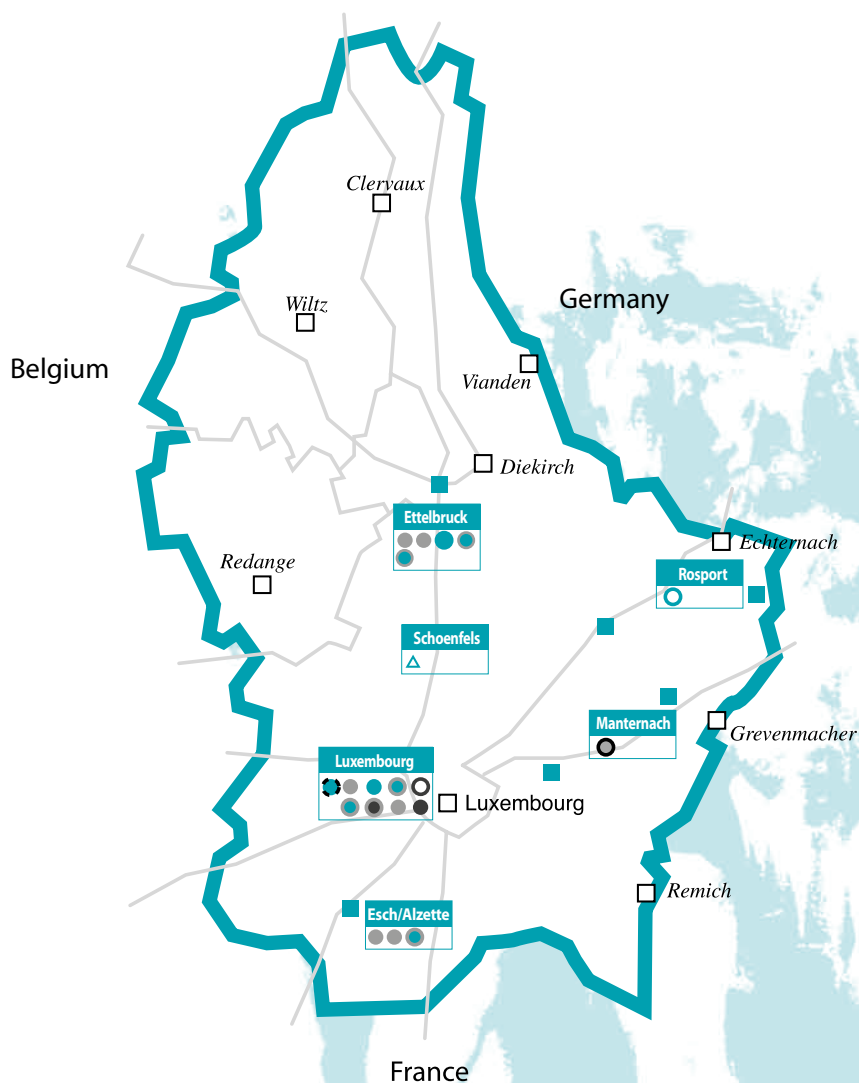 Clervaux
Germany
Wiltz
Belgium
Vianden
Diekirch
Ettelbruck
Echternach
Redange
Rosport
Schoenfels
Manternach
Grevenmacher
Luxembourg
Luxembourg
Remich
Esch/Alzette
France